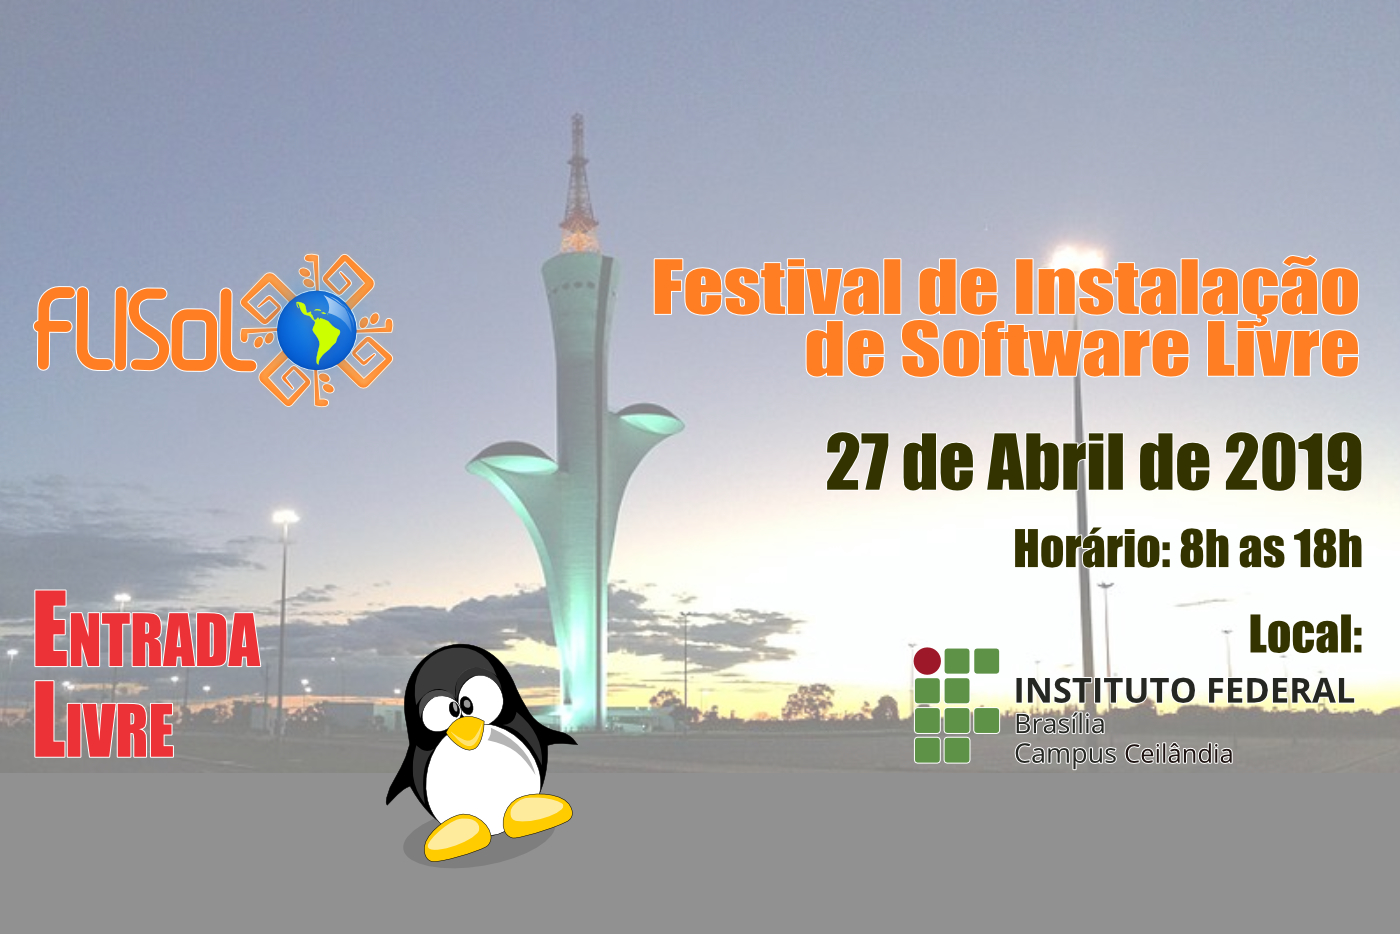 FLISoL
Festival de Instalação
de Software Livre
27 de Abril de 2019
Horário: 8h as 18h
Local:
INSTITUTO FEDERAL
Brasília
Campus Ceilândia
ENTRADA
LIVRE